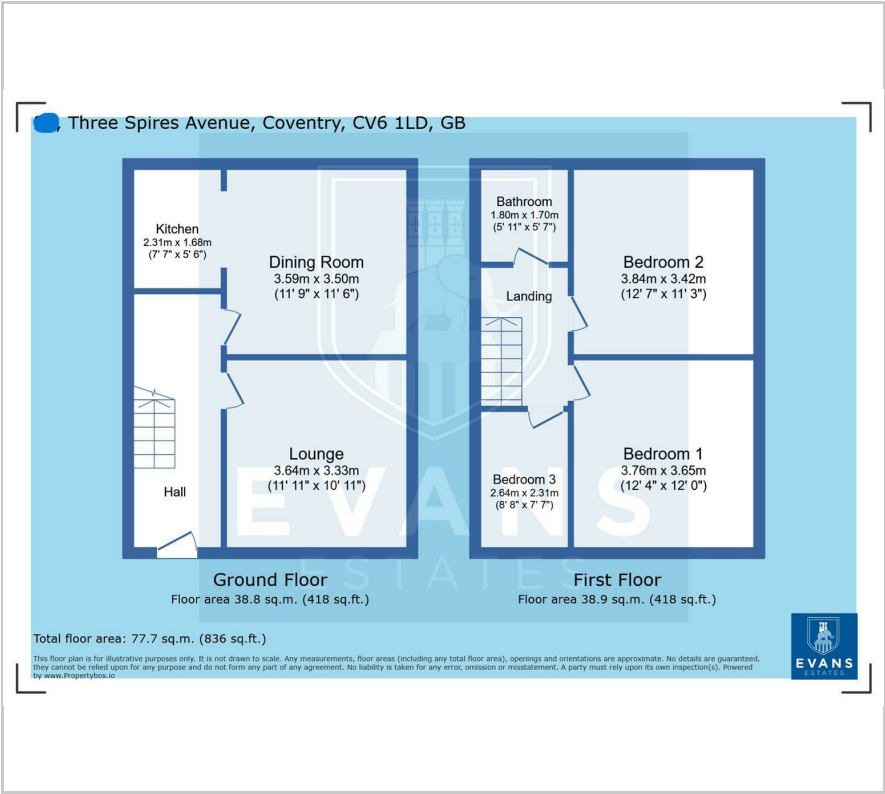 , Three Spires Avenue, Coventry, CV6 1LD, GB
Kitchen
2.31m x 1.68m
(7' 7" x 5' 6")
Dining Room
3.59m x 3.50m
(11' 9" x 11' 6")
Lounge
3.64m x 3.33m
(11' 11" x 10' 11")
Hall
Ground Floor
Floor area 38.8 sq.m. (418 sq.ft.)
Bathroom
1.80m x 1.70m
(5' 11" x 5' 7")
Landing
Bedroom 2
3.84m x 3.42m
(12' 7" x 11' 3")
Bedroom 1
3.76m x 3.65m
(12' 4" x 12' 0")
Bedroom 3
2.64m x 2.31m
(8' 8" x 7' 7")
First Floor
Floor area 38.9 sq.m. (418 sq.ft.)
EVANS
ESTATES
Total floor area: 77.7 sq.m. (836 sq.ft.)
This floor plan is for illustrative purposes only. It is not drawn to scale. Any measurements, floor areas (including any total floor area), openings and orientations are approximate. No details are guaranteed,
they cannot be relied upon for any purpose and do not form any part of any agreement. No liability is taken for any error, omission or misstatement. A party must rely upon its own inspection(s). Powered
by www.Propertybox.io
EVANS
ESTATES